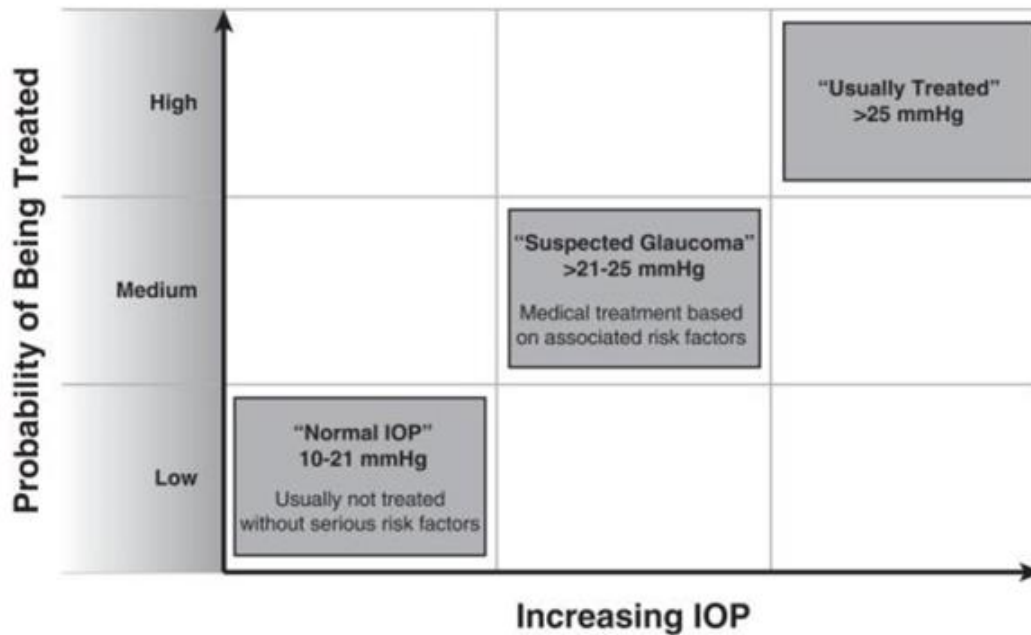 Probability of Being Treated
High
"Usually Treated"
>25 mmHg
Medium
"Suspected Glaucoma"
>21-25 mmHg
Medical treatment based
on associated risk factors
Low
"Normal IOP"
10-21 mmHg
Usually not treated
without serious risk factors
Increasing IOP